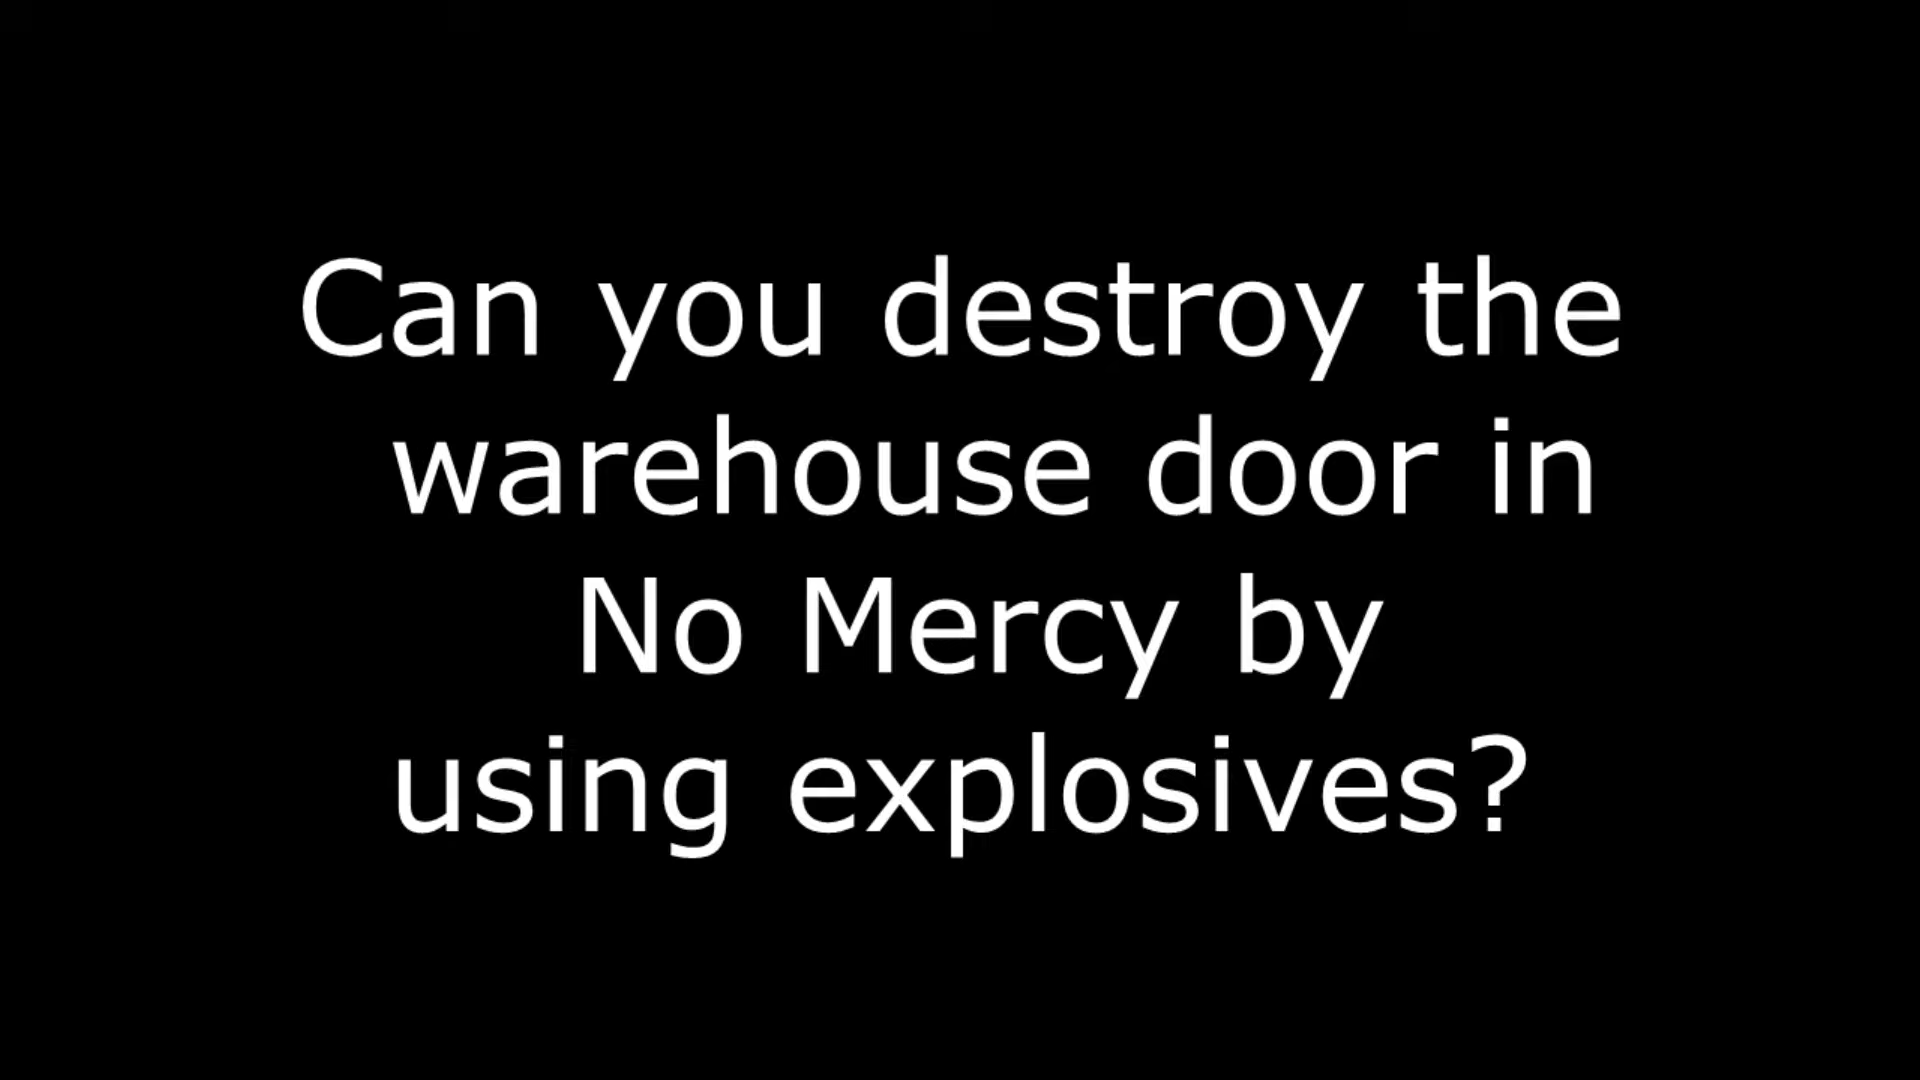 Can you destroy the
warehouse door in
No Mercy by
using explosives?